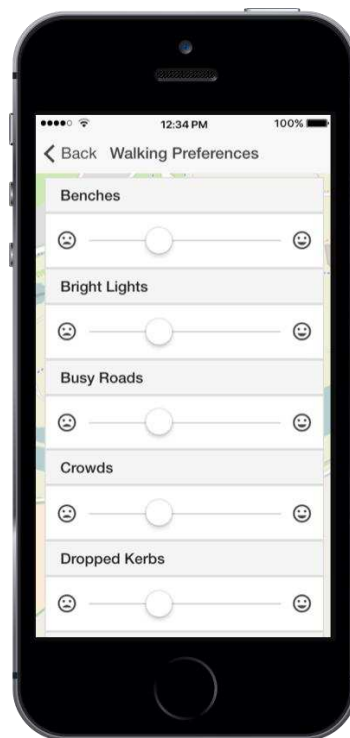 12:34 PM
100%
Back Walking Preferences
Benches
Bright Lights
Busy Roads
Crowds
Dropped Kerbs